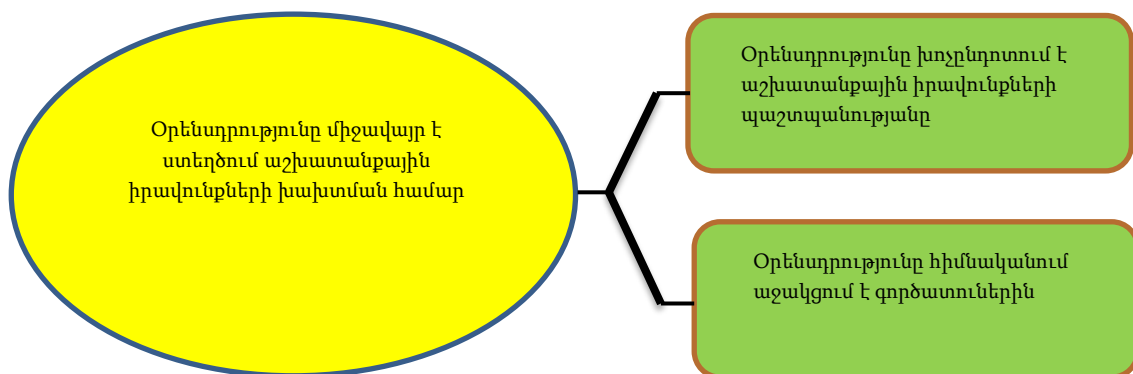 Օրենսդրությունը միջավայր է
ստեղծում աշխատանքային
իրավունքների խախտման համար
Օրենսդրությունը խոչընդոտում է
աշխատանքային իրավունքների
պաշտպանությանը
Օրենսդրությունը հիմնականում
աջակցում է գործատուներին